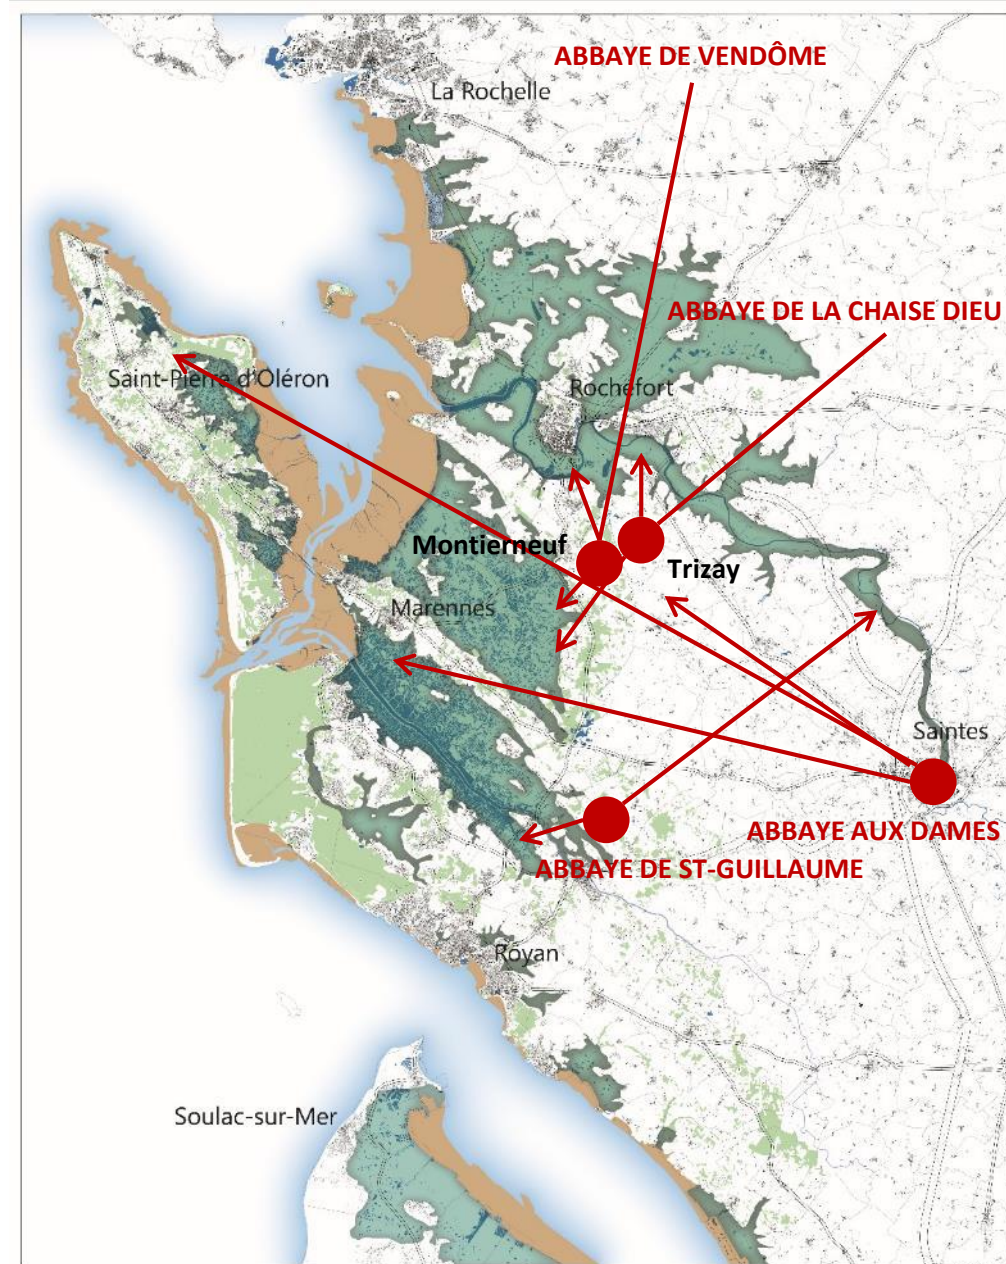 ABBAYE DE VENDÔME
La Rochelle
ABBAYE DE LA CHAISE DIEU
Saint-Pierre d'Oléron
Rochefort
Montierneuf
Trizay
Marennes
Saintes
ABBAYE AUX DAMES
ABBAYE DE ST-GUILLAUME
Royan
Soulac-sur-Mer